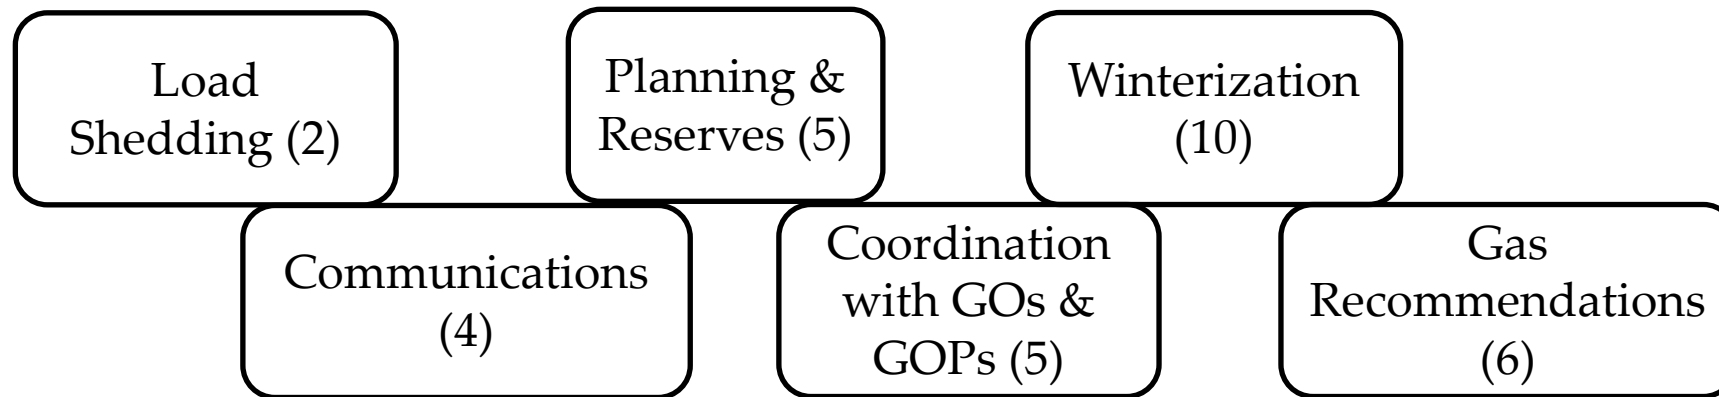 Load
Shedding (2)
Planning &
Reserves (5)
Winterization
(10)
Communications
(4)
Coordination
with GOs &
GOPs (5)
Gas
Recommendations
(6)